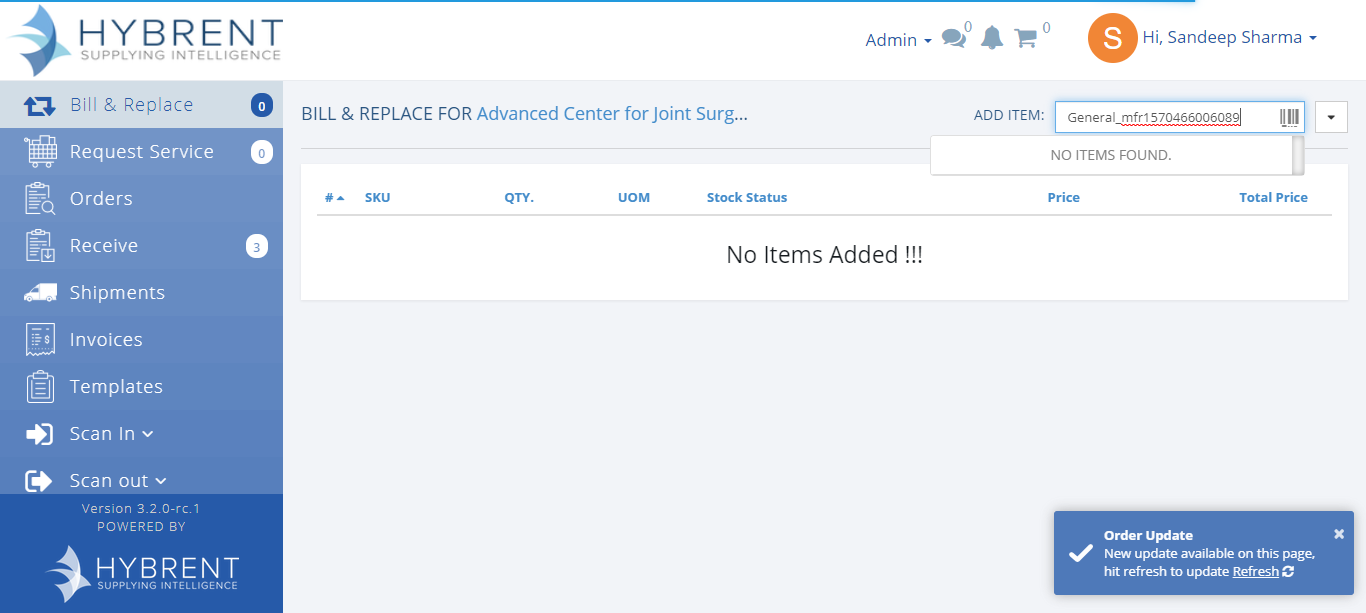 HYBRENT
SUPPLYING INTELLIGENCE
Admin
0
0
S
Hi, Sandeep Sharma
Bill & Replace
0
Request Service
0
Orders
Receive
3
Shipments
Invoices
Templates
Scan In
Scan out
Version 3.2.0-rc.1
POWERED BY
HYBRENT
SUPPLYING INTELLIGENCE
BILL & REPLACE FOR Advanced Center for Joint Surg...
ADD ITEM:
General_mfr1570466006089
NO ITEMS FOUND.
# SKU QTY. UOM Stock Status Price Total Price
No Items Added !!!
Order Update
New update available on this page,
hit refresh to update Refresh